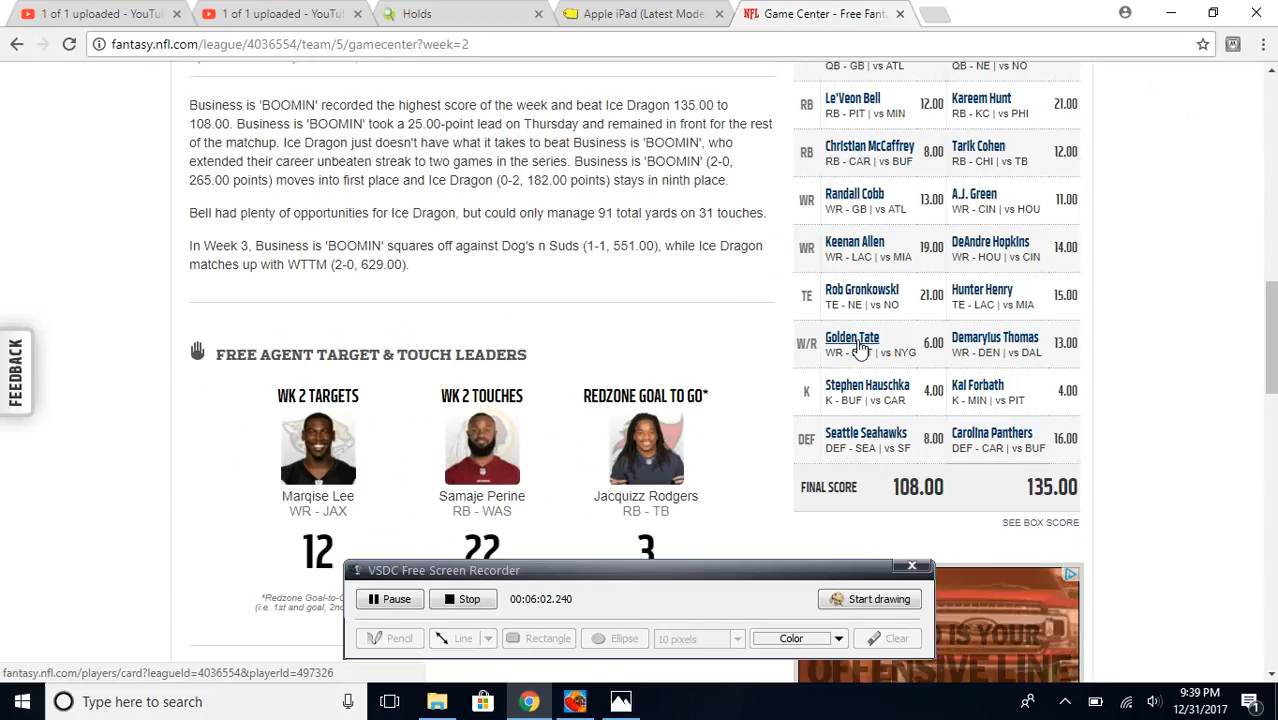 1 of 1 uploaded - YouTu
1 of 1 uploaded - YouTu
Holds
Apple iPad (Latest Mode
Game Center - Free Fant
fantasy.nfl.com/league/4036554/team/5/gamecenter?week=2
Business is 'BOOMIN' recorded the highest score of the week and beat Ice Dragon 135.00 to
108.00. Business is 'BOOMIN' took a 25.00-point lead on Thursday and remained in front for the rest
of the matchup. Ice Dragon just doesn't have what it takes to beat Business is 'BOOMIN', who
extended their career unbeaten streak to two games in the series. Business is 'BOOMIN' (2-0,
265.00 points) moves into first place and Ice Dragon (0-2, 182.00 points) stays in ninth place.
Bell had plenty of opportunities for Ice Dragon, but could only manage 91 total yards on 31 touches.
In Week 3, Business is 'BOOMIN' squares off against Dog's n Suds (1-1, 551.00), while Ice Dragon
matches up with WTTM (2-0, 629.00).
FREE AGENT TARGET & TOUCH LEADERS
WK 2 TARGETS
WK 2 TOUCHES
REDZONE GOAL TO GO*
Marqise Lee
WR - JAX
12
Samaje Perine
RB - WAS
22
Jacquizz Rodgers
RB - TB
3
*Redzone Goal-to-G
(i.e. 1st and goal, 2nd
QB - GB | vs ATL
QB - NE | vs NO
RB
Le'Veon Bell
12.00
Kareem Hunt
21.00
RB - PIT | vs MIN
RB - KC | vs PHI
RB
Christian McCaffrey
8.00
Tarik Cohen
12.00
RB - CAR | vs BUF
RB - CHI | vs TB
WR
Randall Cobb
13.00
A.J. Green
11.00
WR - GB | vs ATL
WR - CIN | vs HOU
WR
Keenan Allen
19.00
DeAndre Hopkins
14.00
WR - LAC | vs MIA
WR - HOU | vs CIN
TE
Rob Gronkowski
21.00
Hunter Henry
15.00
TE - NE | vs NO
TE - LAC | vs MIA
W/R
Golden Tate
6.00
Demaryius Thomas
13.00
WR - | vs NYG
WR - DEN | vs DAL
K
Stephen Hauschka
4.00
Kai Forbath
4.00
K - BUF | vs CAR
K - MIN | vs PIT
DEF
Seattle Seahawks
8.00
Carolina Panthers
16.00
DEF - SEA | vs SF
DEF - CAR | vs BUF
FINAL SCORE
108.00
135.00
SEE BOX SCORE
FEEDBACK
VSDC Free Screen Recorder
Pause
Stop
00:06:02.240
Start drawing
Pencil
Line
Rectangle
Ellipse
10 pixels
Color
Clear
IS YOUR
OFFENSIVE LINE
fantasy.nfl.com/players/card?leagueId=4036554&playerId=497326
Type here to search
9:39 PM
12/31/2017